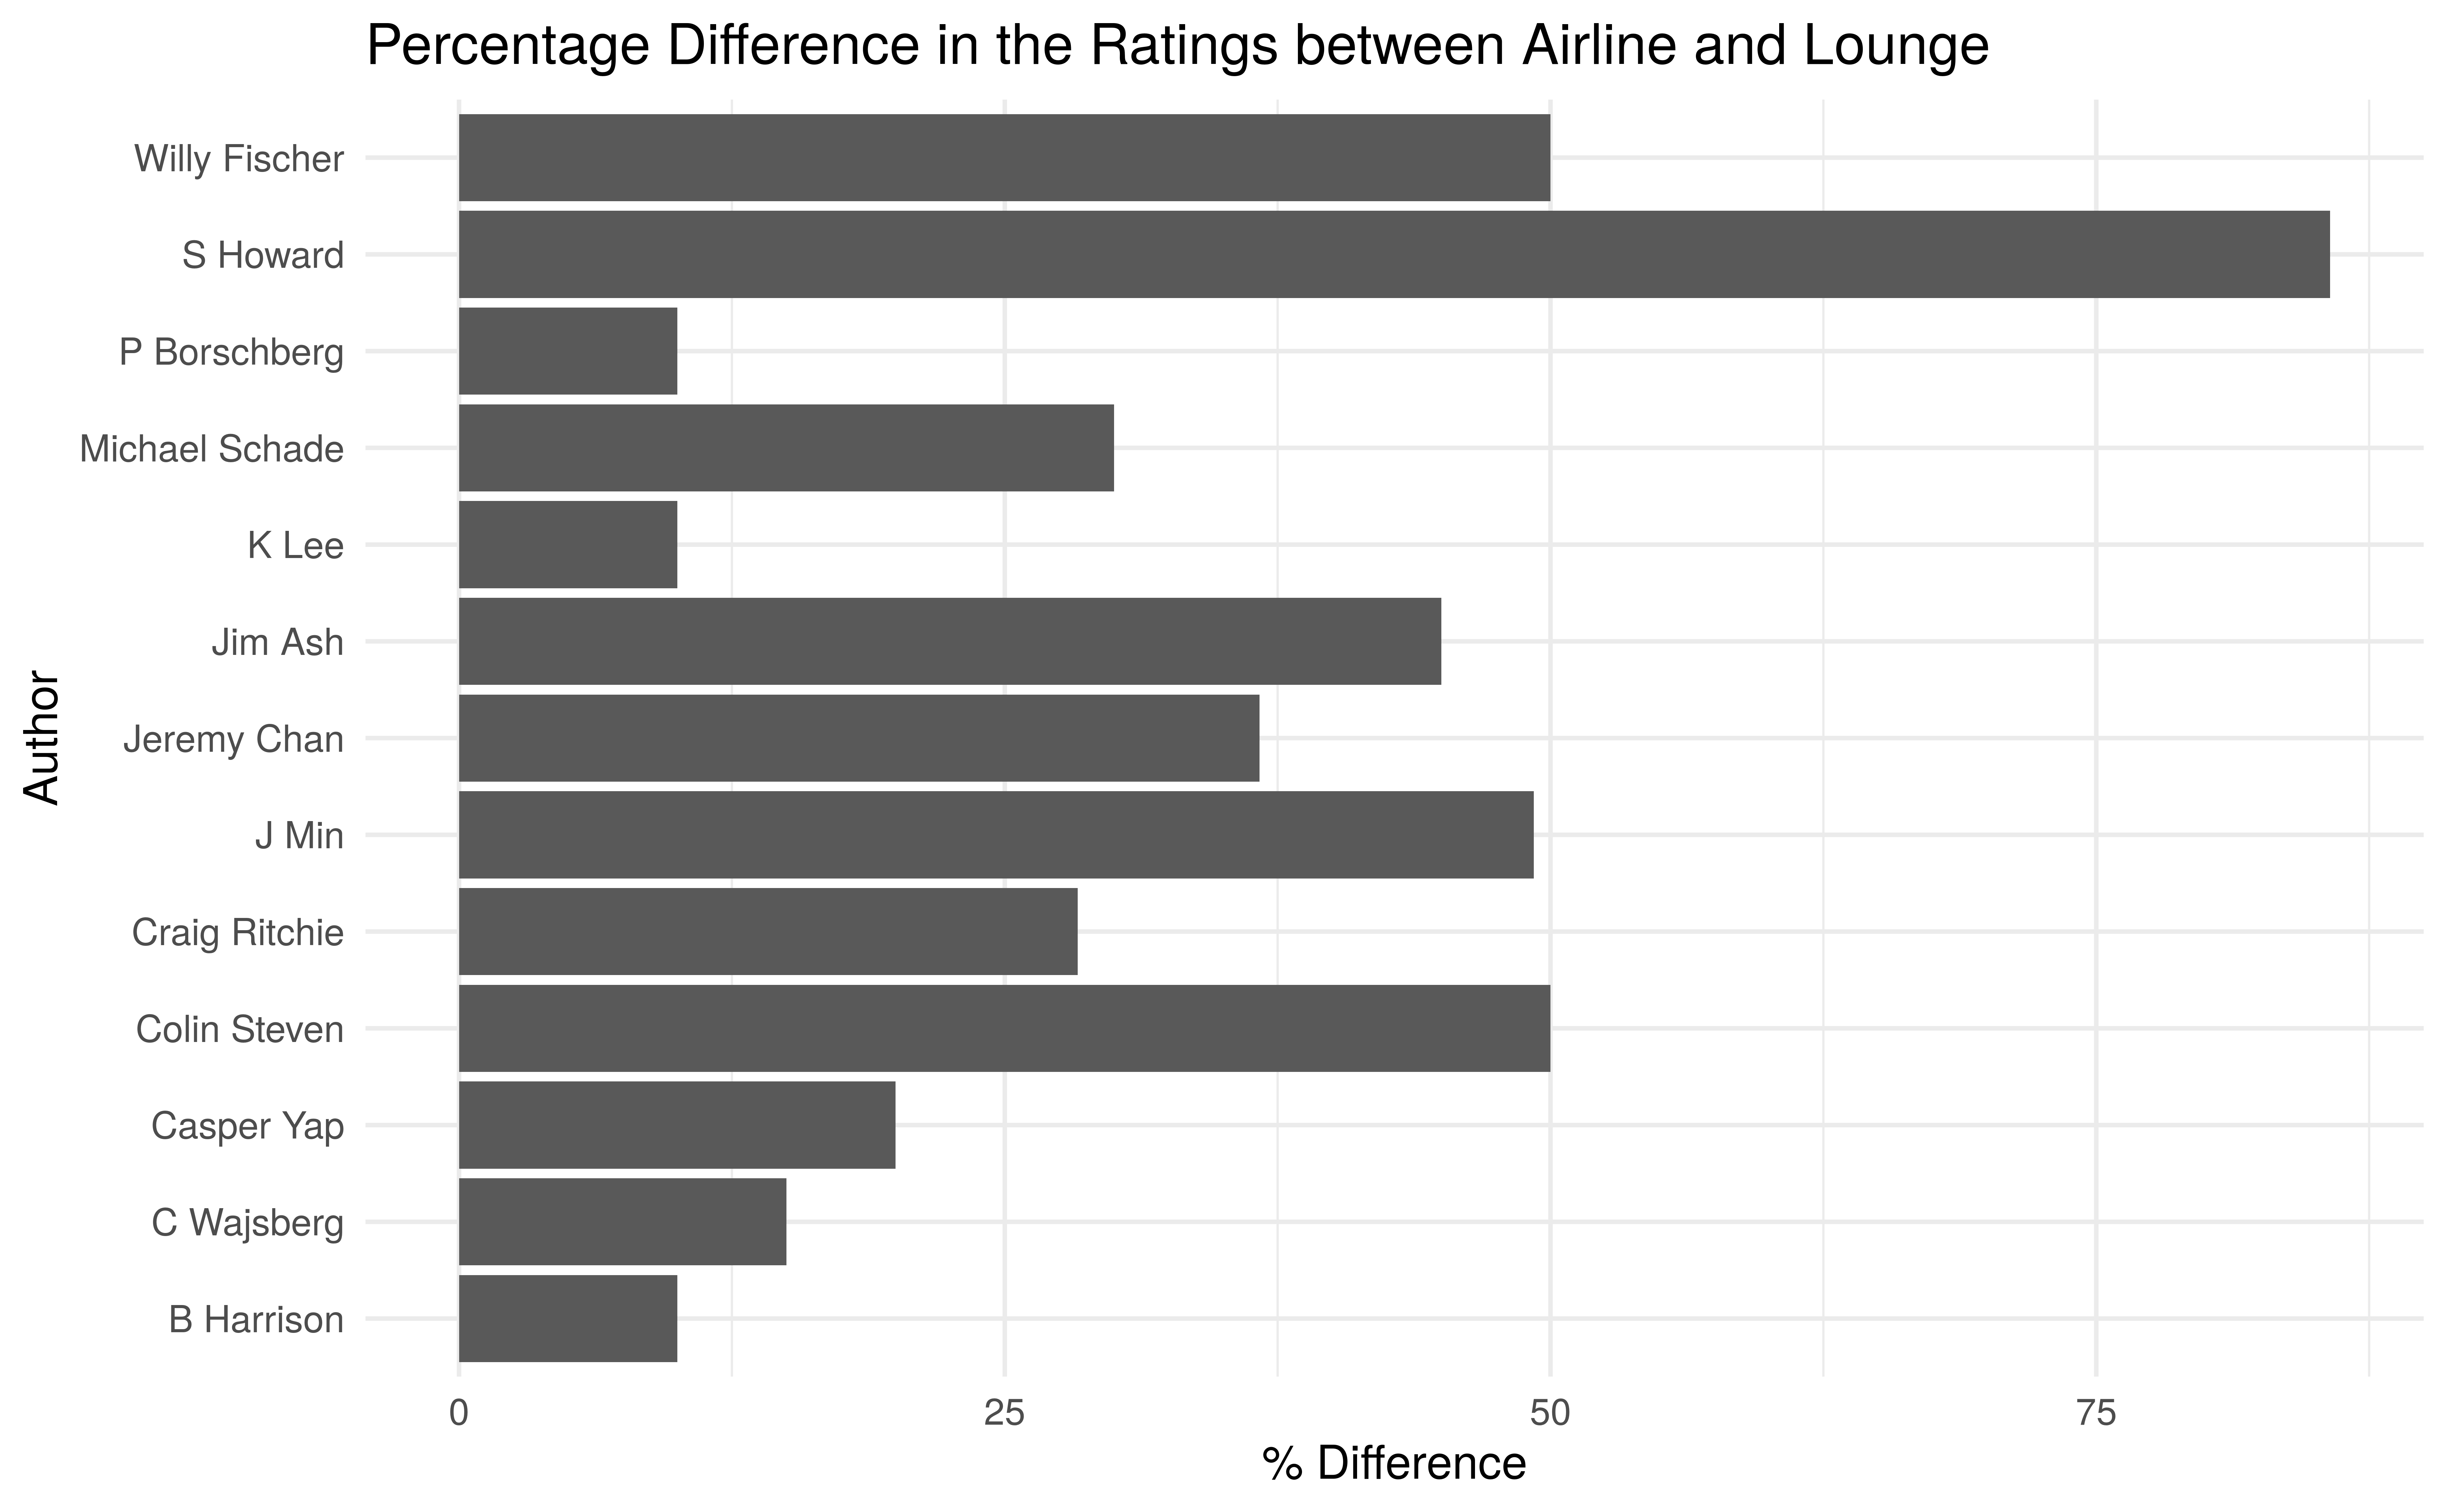 Percentage Difference in the Ratings between Airline and Lounge
Willy Fischer
S Howard
P Borschberg
Michael Schade
K Lee
Jim Ash
Jeremy Chan
J Min
Craig Ritchie
Colin Steven
Casper Yap
C Wajsberg
B Harrison
Author
0 25 50 75
% Difference